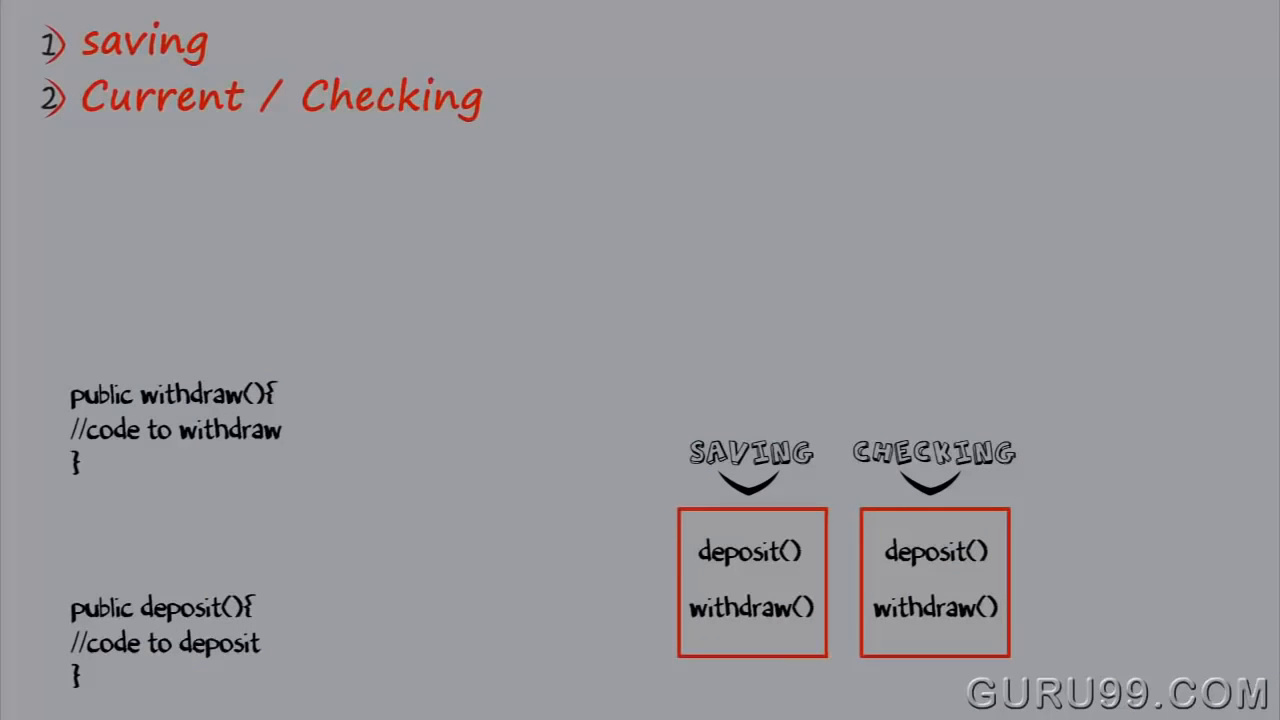 1) saving
2) Current / Checking
public withdraw(){
//code to withdraw
}
public deposit(){
//code to deposit
}
SAVING CHECKING
deposit() deposit()
withdraw() withdraw()
GURU99.COM